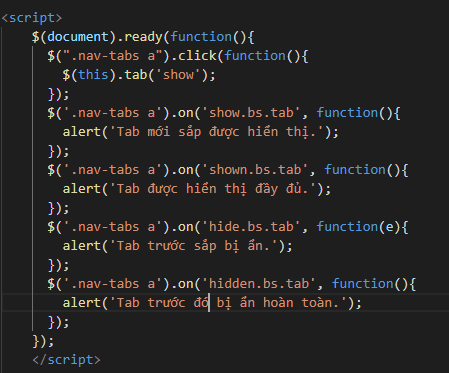 <script>
$(document).ready(function(){
$(".nav-tabs a").click(function(){
$(this).tab('show');
});
$('.nav-tabs a').on('show.bs.tab', function(){
alert('Tab mới sắp được hiển thị.');
});
$('.nav-tabs a').on('shown.bs.tab', function(){
alert('Tab được hiển thị đầy đủ.');
});
$('.nav-tabs a').on('hide.bs.tab', function(e){
alert('Tab trước sắp bị ẩn.');
});
$('.nav-tabs a').on('hidden.bs.tab', function(){
alert('Tab trước đó bị ẩn hoàn toàn.');
});
});
</script>